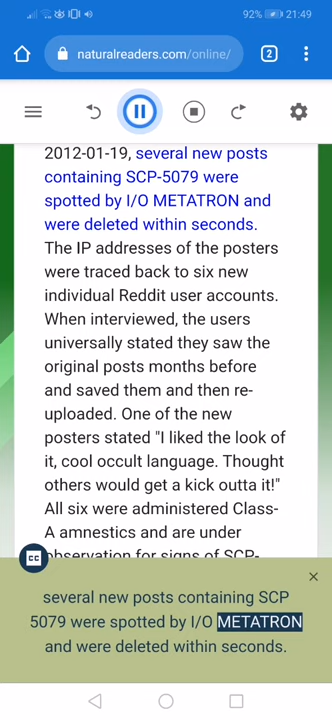 92% 21:49
naturalreaders.com/online/
2
2012-01-19, several new posts
containing SCP-5079 were
spotted by I/O METATRON and
were deleted within seconds.
The IP addresses of the posters
were traced back to six new
individual Reddit user accounts.
When interviewed, the users
universally stated they saw the
original posts months before
and saved them and then re-
uploaded. One of the new
posters stated "I liked the look of
it, cool occult language. Thought
others would get a kick outta it!"
All six were administered Class-
A amnestics and are under
observation for signs of SCP-
CC
several new posts containing SCP
5079 were spotted by I/O METATRON
and were deleted within seconds.